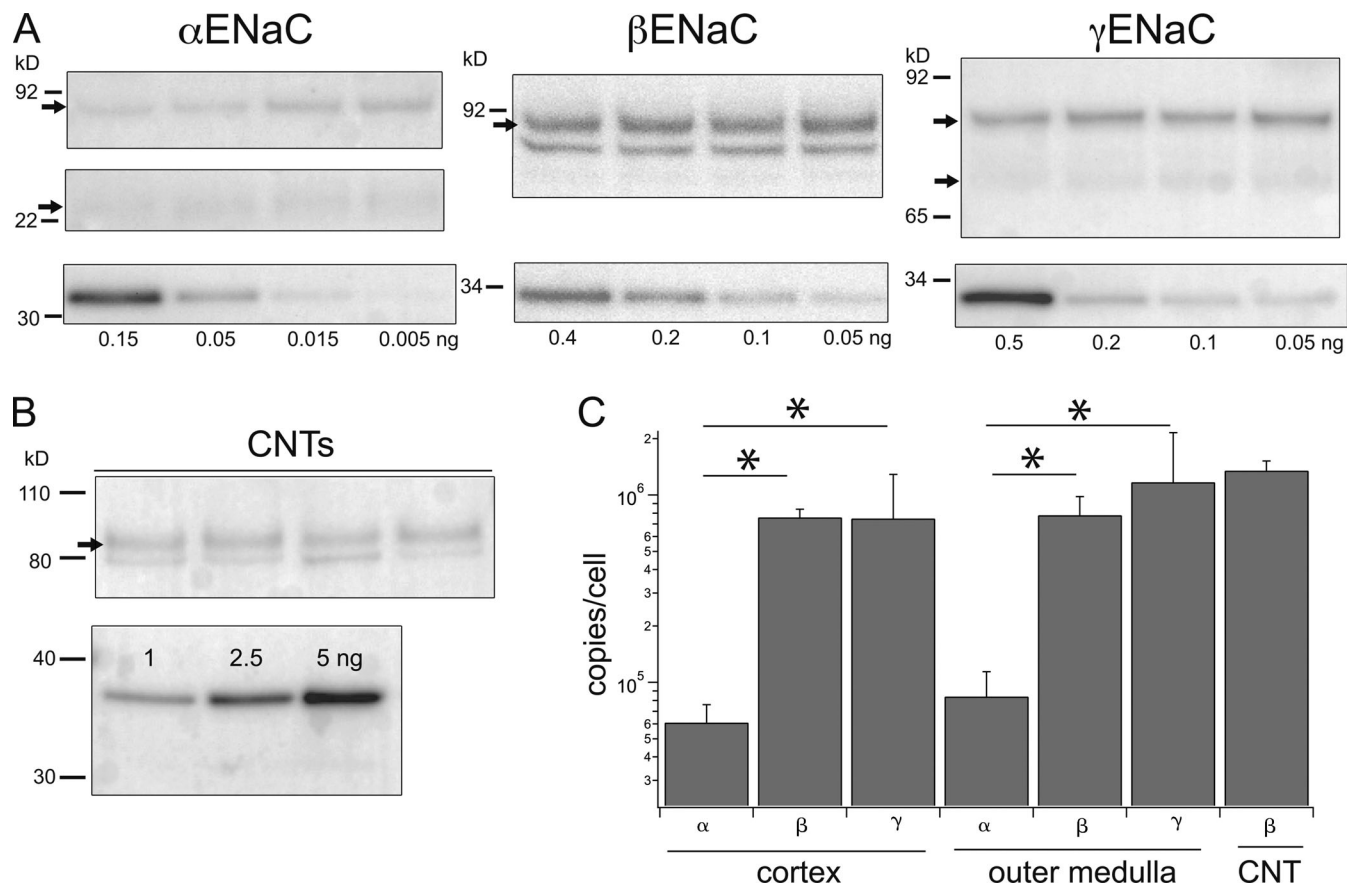 A
αENaC
βENaC
γENaC
kD
92
22
30
0.15 0.05 0.015 0.005 ng
kD
92
34
0.4 0.2 0.1 0.05 ng
kD
92
65
34
0.5 0.2 0.1 0.05 ng
B
CNTs
kD
110
80
40
30
1 2.5 5 ng
C
* *
* *
copies/cell
2
10⁶
8
6
5
4
3
2
10⁵
8
6
5
4
3
α β γ α β γ β
cortex outer medulla CNT